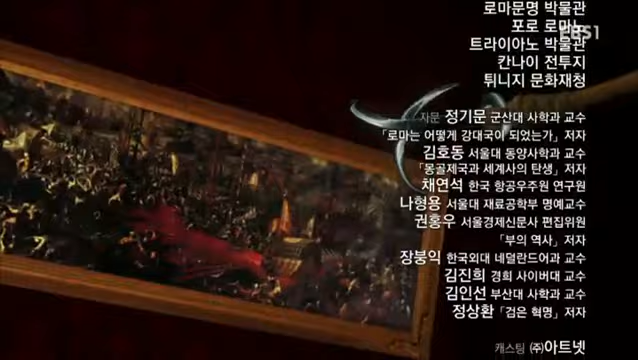 로마문명 박물관
포로 로마노
EBS1
트라이아노 박물관
칸나이 전투지
튀니지 문화재청
자문 정기문 군산대 사학과 교수
「로마는 어떻게 강대국이 되었는가」 저자
김호동 서울대 동양사학과 교수
「몽골제국과 세계사의 탄생」 저자
채연석 한국 항공우주원 연구원
나형용 서울대 재료공학부 명예교수
권홍우 서울경제신문사 편집위원
「부의 역사」 저자
장붕익 한국외대 네덜란드어과 교수
김진희 경희 사이버대 교수
김인선 부산대 사학과 교수
정상환 「검은 혁명」 저자
캐스팅 ㈜아트넷